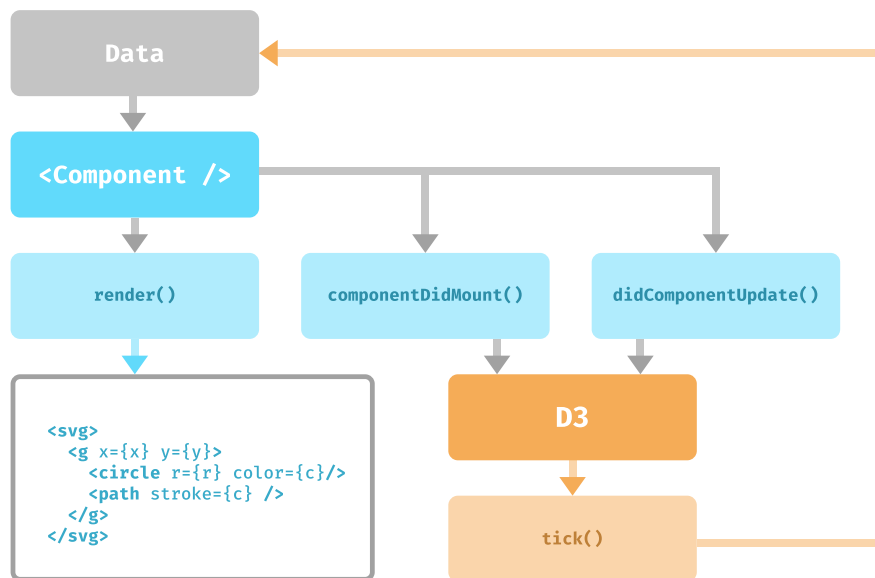 Data
<Component />
render()
componentDidMount()
didComponentUpdate()
D3
<svg>
<g x={x} y={y}>
<circle r={r} color={c}/>
<path stroke={c} />
</g>
</svg>
tick()